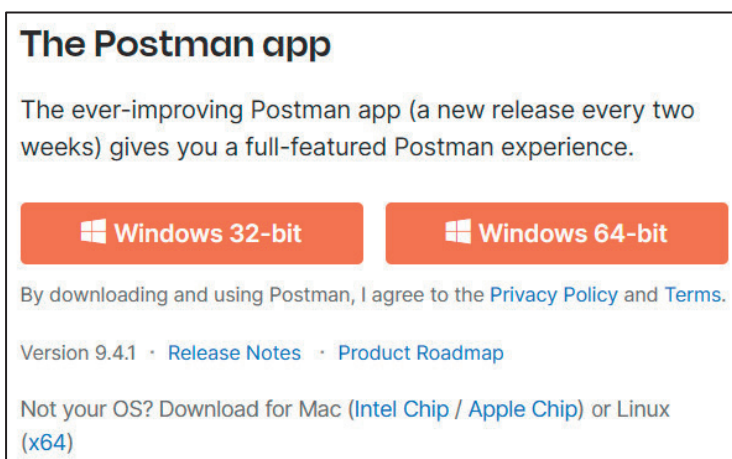 The Postman app
The ever-improving Postman app (a new release every two
weeks) gives you a full-featured Postman experience.
Windows 32-bit
Windows 64-bit
By downloading and using Postman, I agree to the Privacy Policy and Terms.
Version 9.4.1 · Release Notes · Product Roadmap
Not your OS? Download for Mac (Intel Chip / Apple Chip) or Linux
(x64)